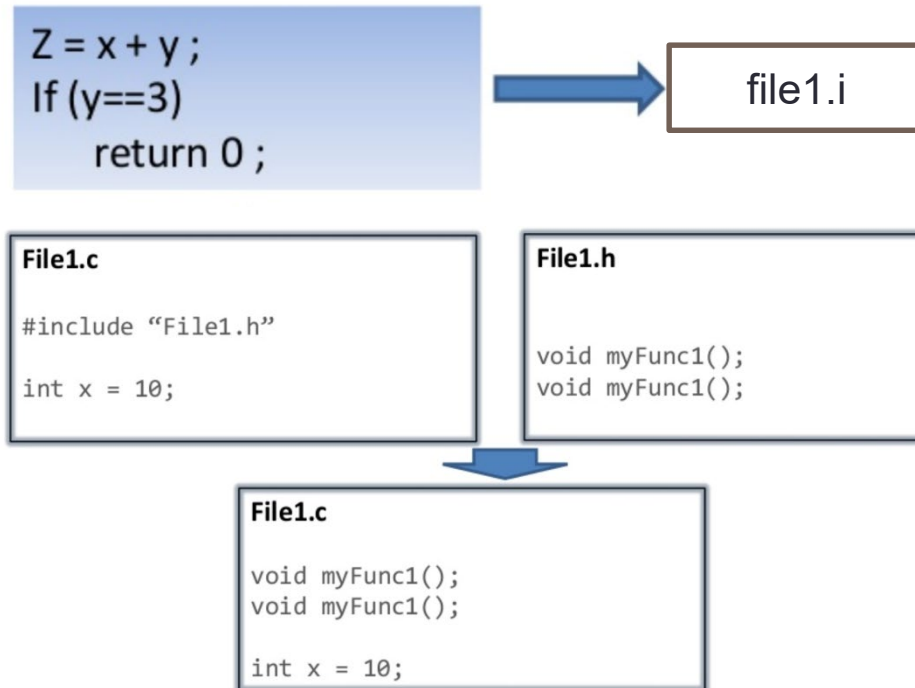 Z = x + y ;
If (y==3)
return 0 ;
file1.i
File1.c
#include “File1.h”
int x = 10;
File1.h
void myFunc1();
void myFunc1();
File1.c
void myFunc1();
void myFunc1();
int x = 10;